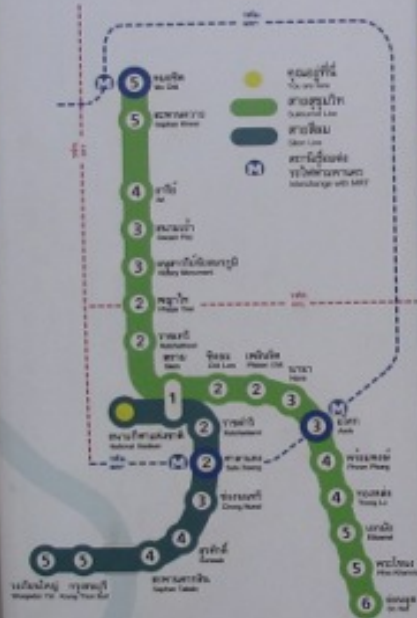 คุณอยู่ที่นี่
You are here
สายสุขุมวิท
Sukhumvit Line
สายสีลม
Silom Line
สถานีเชื่อมต่อ
รถไฟฟ้ามหานคร
Interchange with MRT
M
M
M
M
5
หมอชิต
Mo Chit
5
สะพานควาย
Saphan Khwai
4
อารีย์
Ari
3
สนามเป้า
Sanam Pao
3
อนุสาวรีย์ชัยสมรภูมิ
Victory Monument
2
พญาไท
Phaya Thai
2
ราชเทวี
Ratchathewi
สยาม
Siam
1
ชิดลม
Chit Lom
2
เพลินจิต
Phloen Chit
2
นานา
Nana
3
อโศก
Asok
3
พร้อมพงษ์
Phrom Phong
4
ทองหล่อ
Thong Lo
4
เอกมัย
Ekkamai
5
พระโขนง
Phra Khanong
5
อ่อนนุช
On Nut
6
สนามกีฬาแห่งชาติ
National Stadium
ราชดำริ
Ratchadamri
2
ศาลาแดง
Sala Daeng
2
ช่องนนทรี
Chong Nonsi
3
สุรศักดิ์
Surasak
4
สะพานตากสิน
Saphan Taksin
4
กรุงธนบุรี
Krung Thon Buri
5
วงเวียนใหญ่
Wongwian Yai
5